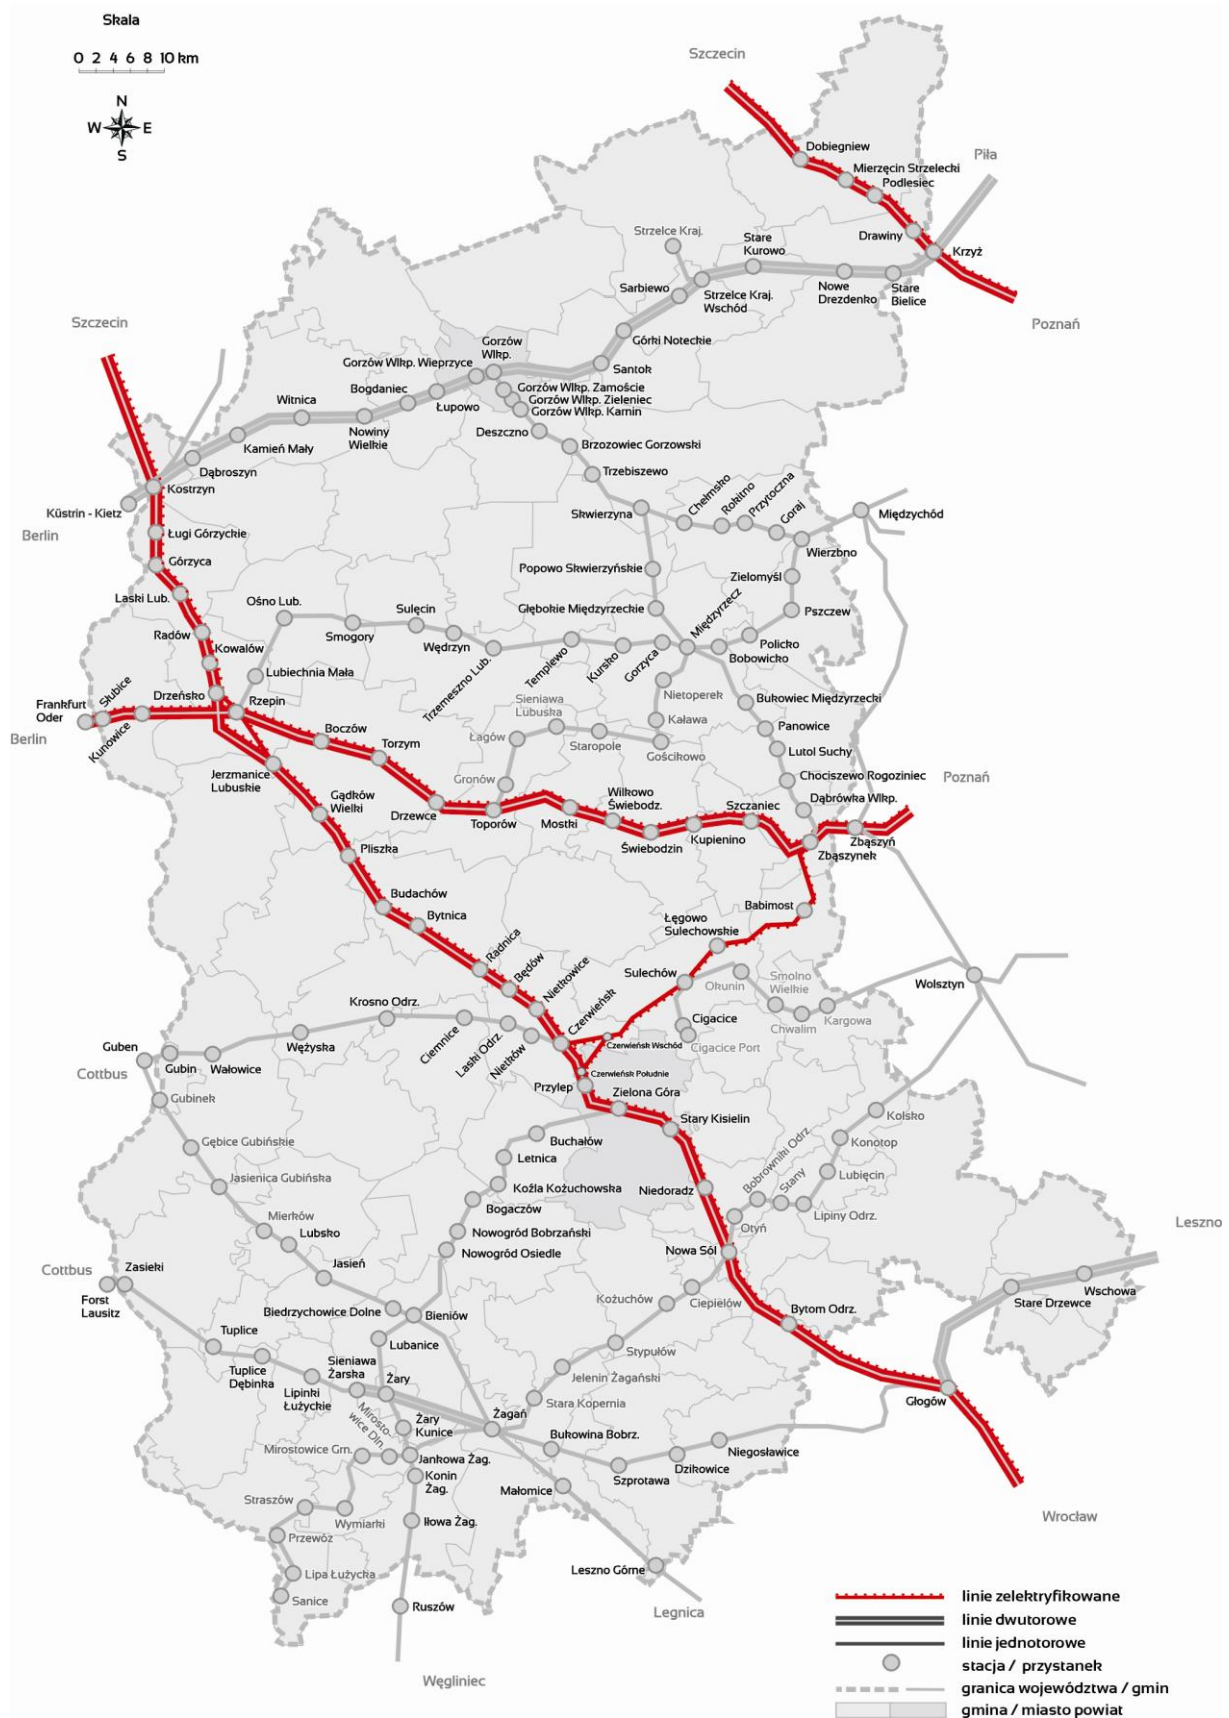 Skala
0 2 4 6 8 10 km
N
W E
S
Szczecin
Dobiegniew
Mierzęcin Strzelecki
Podlesiec
Piła
Drawiny
Krzyż
Strzelce Kraj.
Stare
Kurowo
Sarbiewo
Strzelce Kraj.
Wschód
Nowe
Drezdenko
Stare
Bielice
Poznań
Szczecin
Górki Noteckie
Gorzów
Wlkp.
Gorzów Wlkp. Wieprzyce
Santok
Bogdaniec
Gorzów Wlkp. Zamoście
Gorzów Wlkp. Zieleniec
Gorzów Wlkp. Karnin
Witnica
Łupowo
Nowiny
Wielkie
Deszczno
Kamień Mały
Brzozowiec Gorzowski
Dąbroszyn
Trzebiszewo
Kostrzyn
Küstrin - Kietz
Berlin
Skwierzyna
Chełmsko
Rokitno
Przytoczna
Goraj
Międzychód
Ługi Górzyckie
Wierzbno
Górzyca
Popowo Skwierzyńskie
Zielomyśl
Laski Lub.
Ośno Lub.
Głębokie Międzyrzeckie
Pszczew
Smogory
Sulęcin
Wędrzyn
Międzyrzecz
Radów
Kowalów
Policko
Bobowicko
Trzemeszno Lub.
Templewo
Kursko
Gorzyca
Lubiechnia Mała
Nietoperek
Drzeńsko
Rzepin
Słubice
Frankfurt
Oder
Kunowice
Berlin
Sieniawa
Lubuska
Bukowiec Międzyrzecki
Kaława
Panowice
Boczów
Łagów
Staropole
Gościkowo
Lutol Suchy
Torzym
Jerzmanice
Lubuskie
Gronów
Chociszewo Rogoziniec
Poznań
Gądków
Wielki
Drzewce
Toporów
Mostki
Wilkowo
Świebodz.
Świebodzin
Kupienino
Szczaniec
Dąbrówka Wlkp.
Zbąszyń
Zbąszynek
Pliszka
Budachów
Babimost
Bytnica
Łęgowo
Sulechowskie
Radnica
Będów
Nietkowice
Sulechów
Okunin
Smolno
Wielkie
Wolsztyn
Krosno Odrz.
Czerwieńsk
Cigacice
Chwalim
Kargowa
Wężyska
Ciemnice
Laski Odrz.
Nietków
Czerwieńsk Wschód
Cigacice Port
Guben
Gubin
Wałowice
Cottbus
Czerwieńsk Południe
Przylep
Zielona Góra
Gubinek
Stary Kisielin
Kolsko
Buchałów
Konotop
Gębice Gubińskie
Letnica
Bobrowniki Odrz.
Stany
Lubięcin
Jasienica Gubińska
Koźla Kożuchowska
Niedoradz
Bogaczów
Lipiny Odrz.
Mierków
Nowogród Bobrzański
Otyń
Leszno
Lubsko
Nowogród Osiedle
Nowa Sól
Cottbus
Zasieki
Jasień
Forst
Lausitz
Kożuchów
Ciepielów
Stare Drzewce
Wschowa
Biedrzychowice Dolne
Bieniów
Bytom Odrz.
Tuplice
Lubanice
Stypułów
Tuplice
Dębinka
Sieniawa
Żarska
Lipinki
Łużyckie
Żary
Jelenin Żagański
Stara Kopernia
Głogów
Mirosto-
wice Dln.
Żary
Kunice
Żagań
Bukowina Bobrz.
Mirostowice Grn.
Jankowa Żag.
Niegosławice
Konin
Żag.
Szprotawa
Dzikowice
Małomice
Straszów
Wymiarki
Iłowa Żag.
Wrocław
Przewóz
Lipa Łużycka
Leszno Górne
Sanice
Ruszów
Legnica
Węgliniec
linie zelektryfikowane
linie dwutorowe
linie jednotorowe
stacja / przystanek
granica województwa / gmin
gmina / miasto powiat